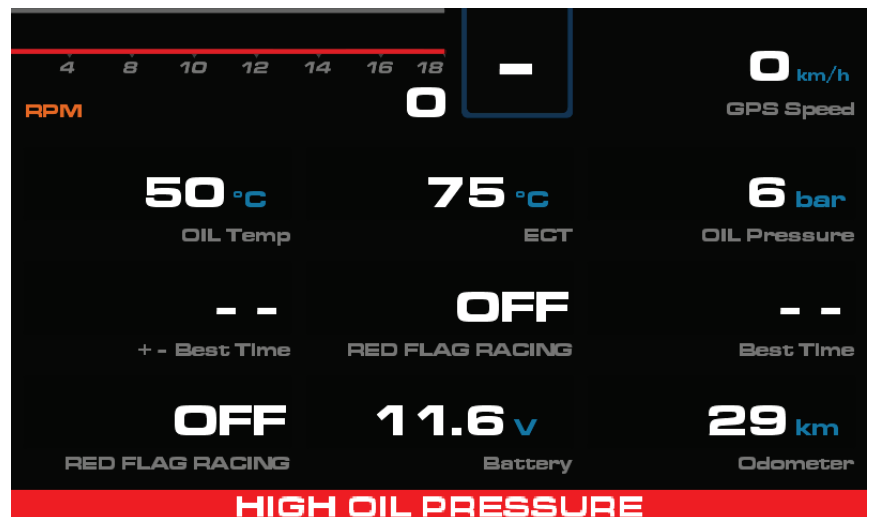 4 8 10 12 14 16 18
-
0 km/h
RPM 0
GPS Speed
50 °C 75 °C 6 bar
OIL Temp ECT OIL Pressure
- - OFF - -
+ - Best Time RED FLAG RACING Best Time
OFF 11.6 V 29 km
RED FLAG RACING Battery Odometer
HIGH OIL PRESSURE